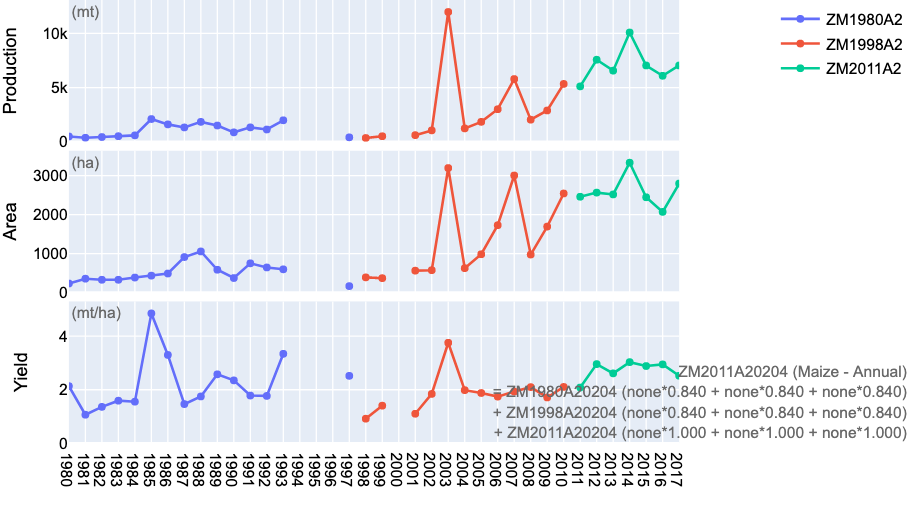 (mt)
Production
10k
5k
0
ZM1980A2
ZM1998A2
ZM2011A2
(ha)
Area
3000
2000
1000
0
(mt/ha)
Yield
4
2
0
ZM2011A20204 (Maize - Annual)
= ZM1980A20204 (none*0.840 + none*0.840 + none*0.840)
+ ZM1998A20204 (none*0.840 + none*0.840 + none*0.840)
+ ZM2011A20204 (none*1.000 + none*1.000 + none*1.000)
1980 1981 1982 1983 1984 1985 1986 1987 1988 1989 1990 1991 1992 1993 1994 1995 1996 1997 1998 1999 2000 2001 2002 2003 2004 2005 2006 2007 2008 2009 2010 2011 2012 2013 2014 2015 2016 2017